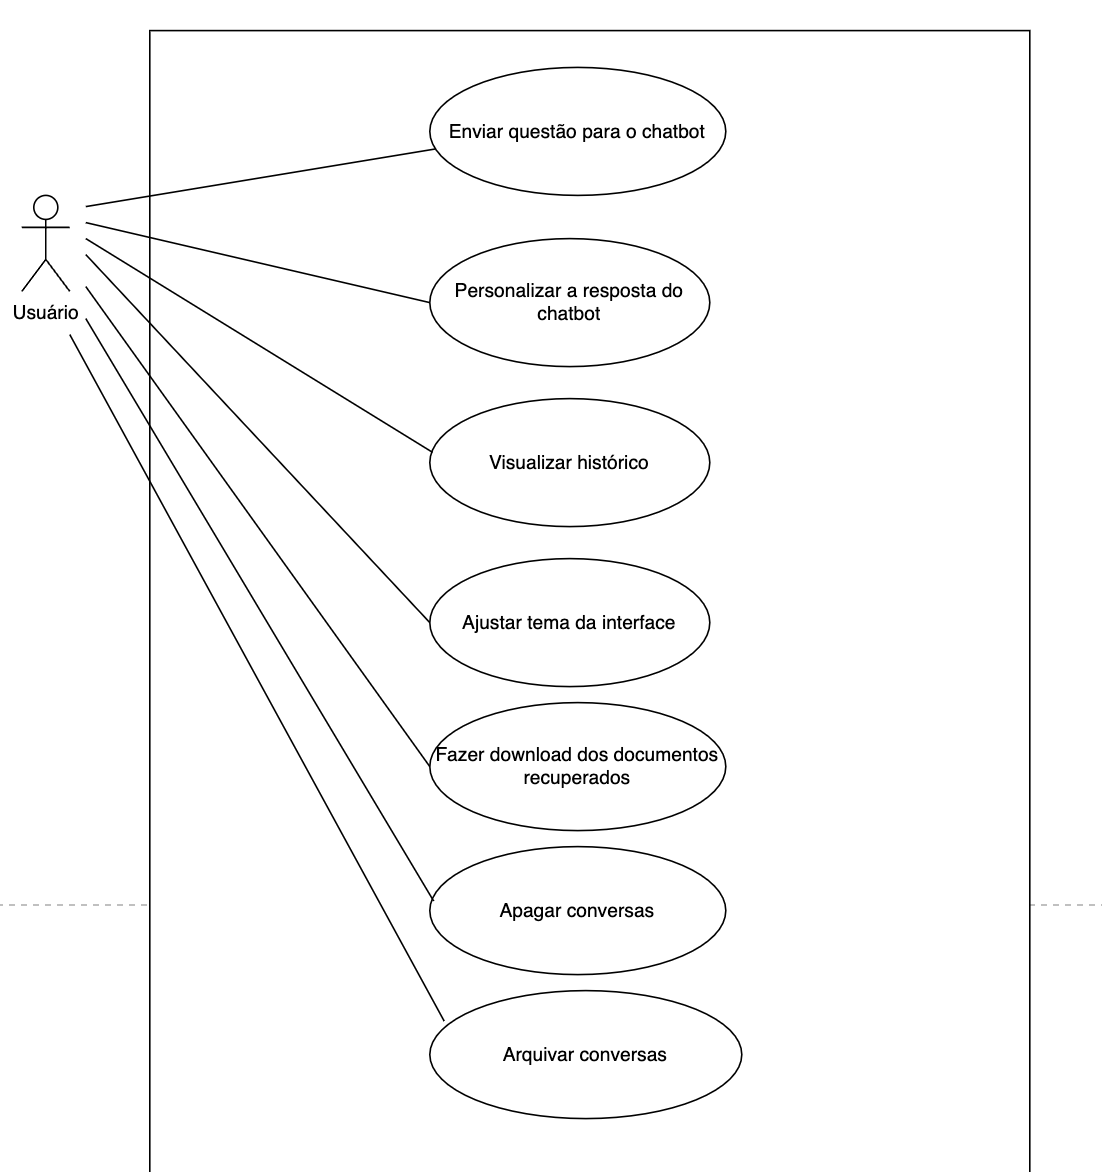 Enviar questão para o chatbot
Usuário
Personalizar a resposta do
chatbot
Visualizar histórico
Ajustar tema da interface
Fazer download dos documentos
recuperados
Apagar conversas
Arquivar conversas